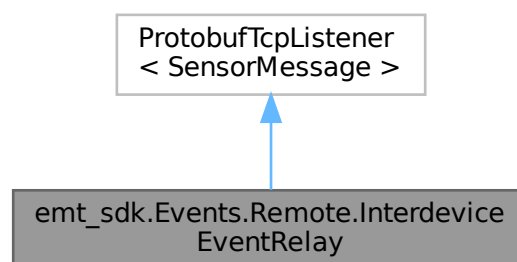 ProtobufTcpListener
< SensorMessage >
emt_sdk.Events.Remote.Interdevice
EventRelay